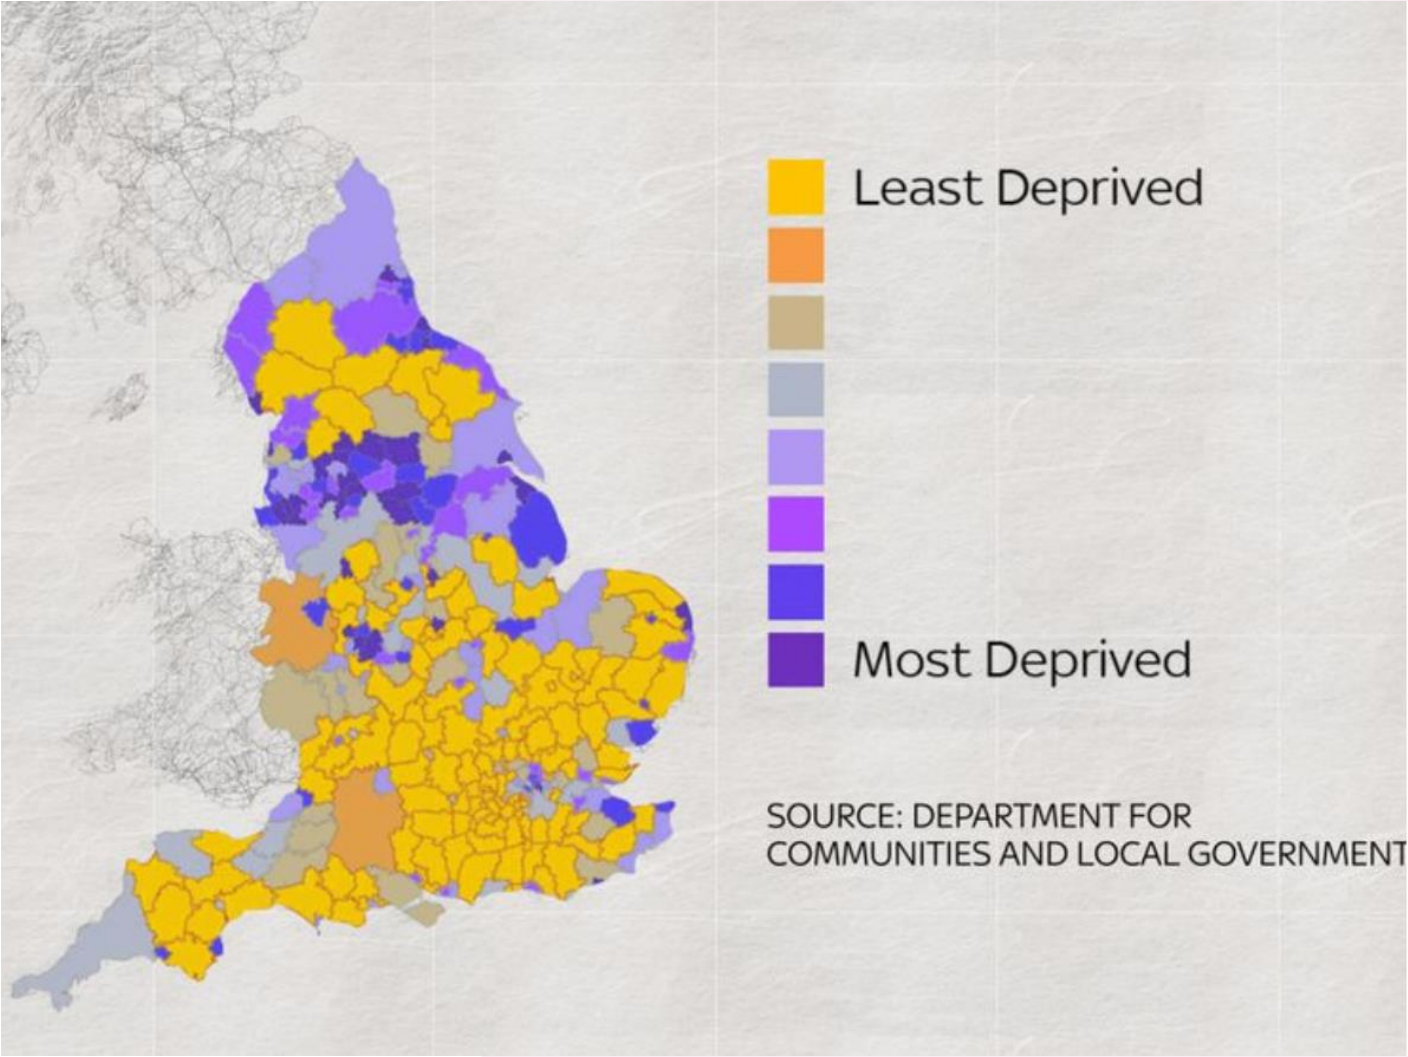 Least Deprived
Most Deprived
SOURCE: DEPARTMENT FOR
COMMUNITIES AND LOCAL GOVERNMENT